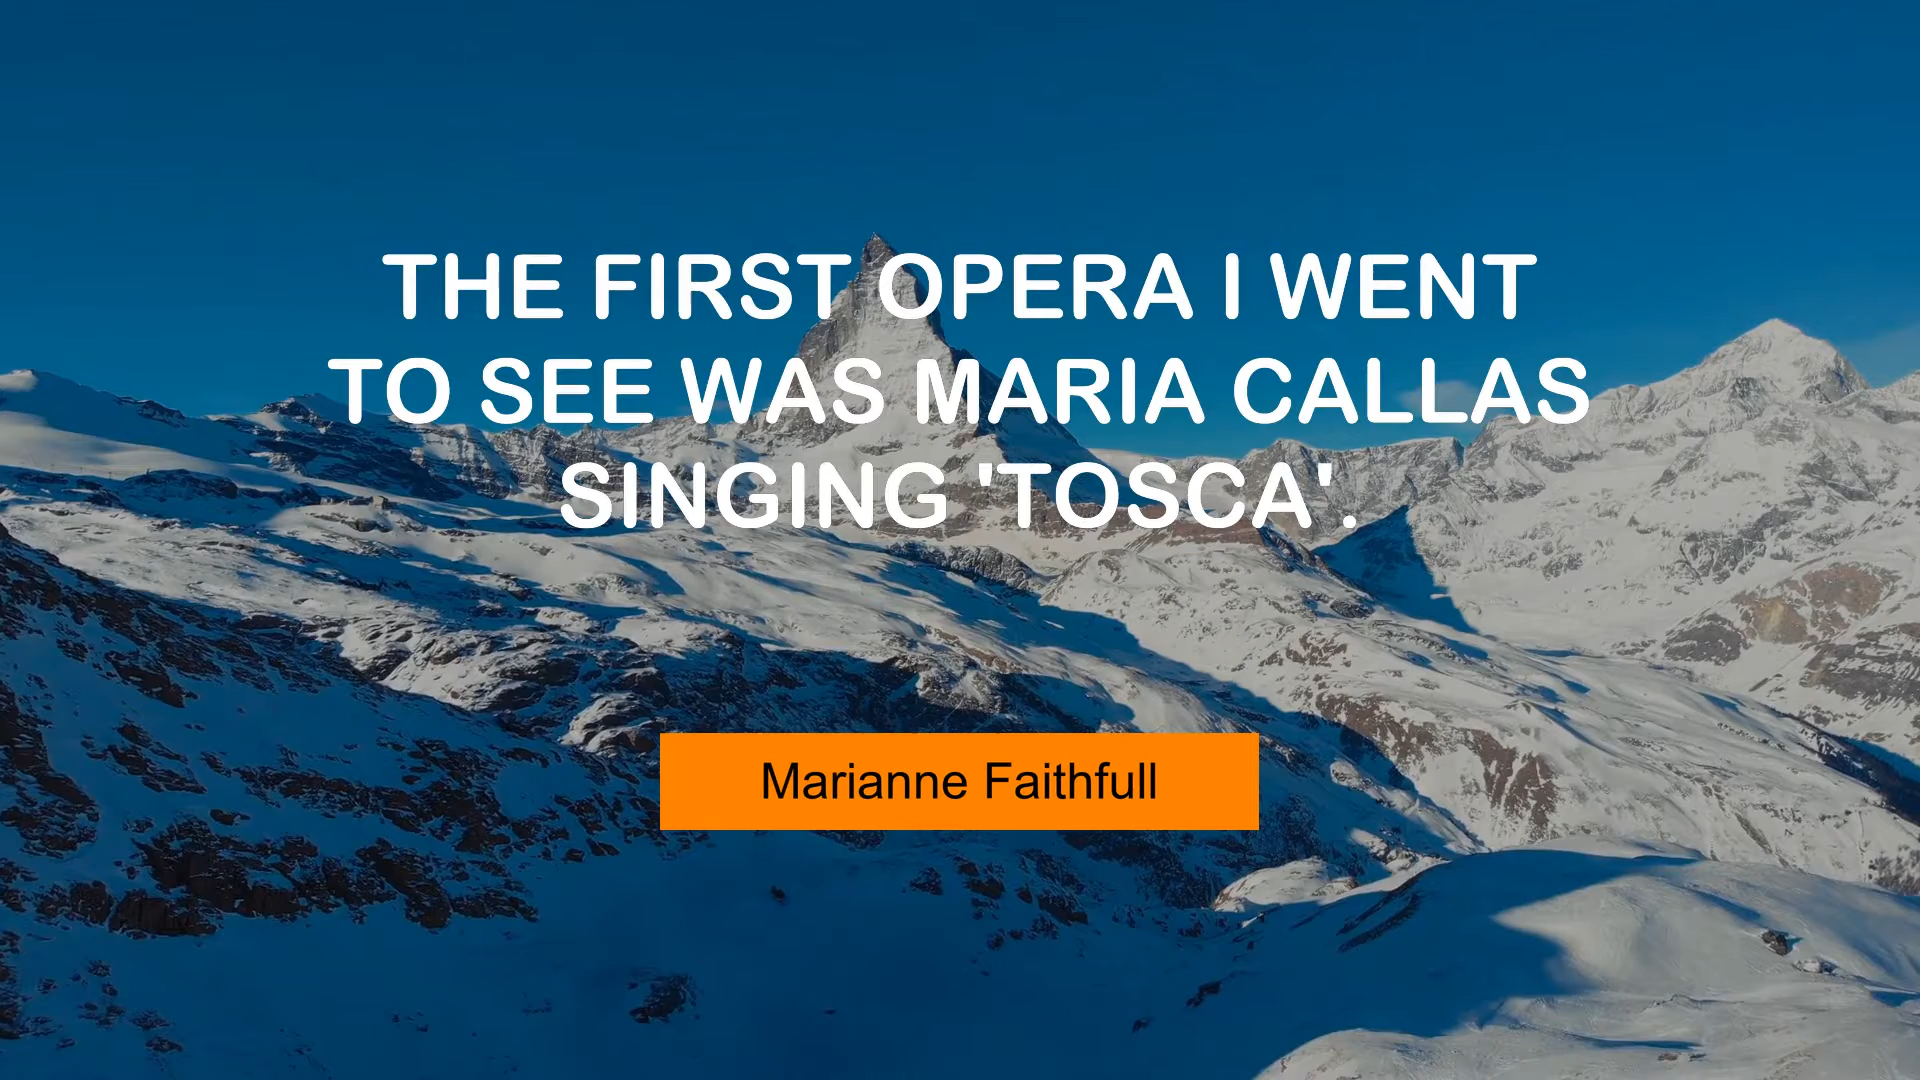 THE FIRST OPERA I WENT
TO SEE WAS MARIA CALLAS
SINGING 'TOSCA'.
Marianne Faithfull